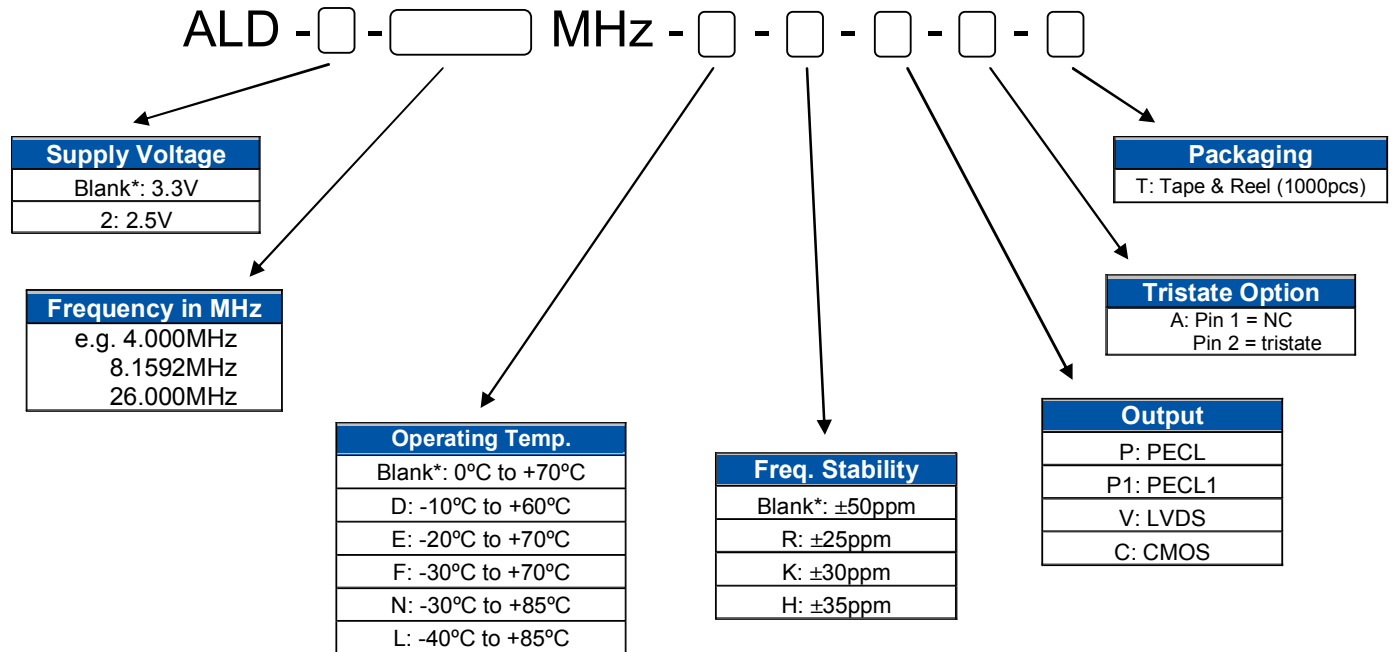 ALD - - MHz - - - - -
Supply Voltage
Blank*: 3.3V
2: 2.5V
Frequency in MHz
e.g. 4.000MHz
8.1592MHz
26.000MHz
Operating Temp.
Blank*: 0ºC to +70ºC
D: -10ºC to +60ºC
E: -20ºC to +70ºC
F: -30ºC to +70ºC
N: -30ºC to +85ºC
L: -40ºC to +85ºC
Freq. Stability
Blank*: ±50ppm
R: ±25ppm
K: ±30ppm
H: ±35ppm
Output
P: PECL
P1: PECL1
V: LVDS
C: CMOS
Tristate Option
A: Pin 1 = NC
Pin 2 = tristate
Packaging
T: Tape & Reel (1000pcs)